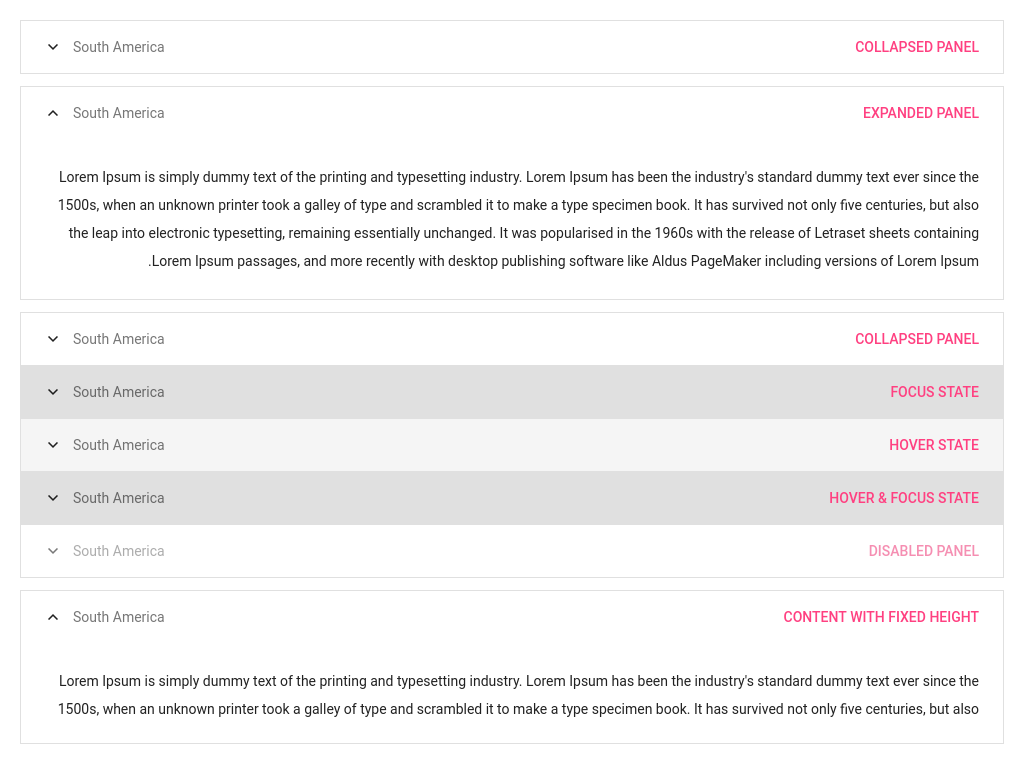 COLLAPSED PANEL South America
EXPANDED PANEL South America
Lorem Ipsum is simply dummy text of the printing and typesetting industry. Lorem Ipsum has been the industry's standard dummy text ever since the
1500s, when an unknown printer took a galley of type and scrambled it to make a type specimen book. It has survived not only five centuries, but also
the leap into electronic typesetting, remaining essentially unchanged. It was popularised in the 1960s with the release of Letraset sheets containing
.Lorem Ipsum passages, and more recently with desktop publishing software like Aldus PageMaker including versions of Lorem Ipsum
COLLAPSED PANEL South America
FOCUS STATE South America
HOVER STATE South America
HOVER & FOCUS STATE South America
DISABLED PANEL South America
CONTENT WITH FIXED HEIGHT South America
Lorem Ipsum is simply dummy text of the printing and typesetting industry. Lorem Ipsum has been the industry's standard dummy text ever since the
1500s, when an unknown printer took a galley of type and scrambled it to make a type specimen book. It has survived not only five centuries, but also